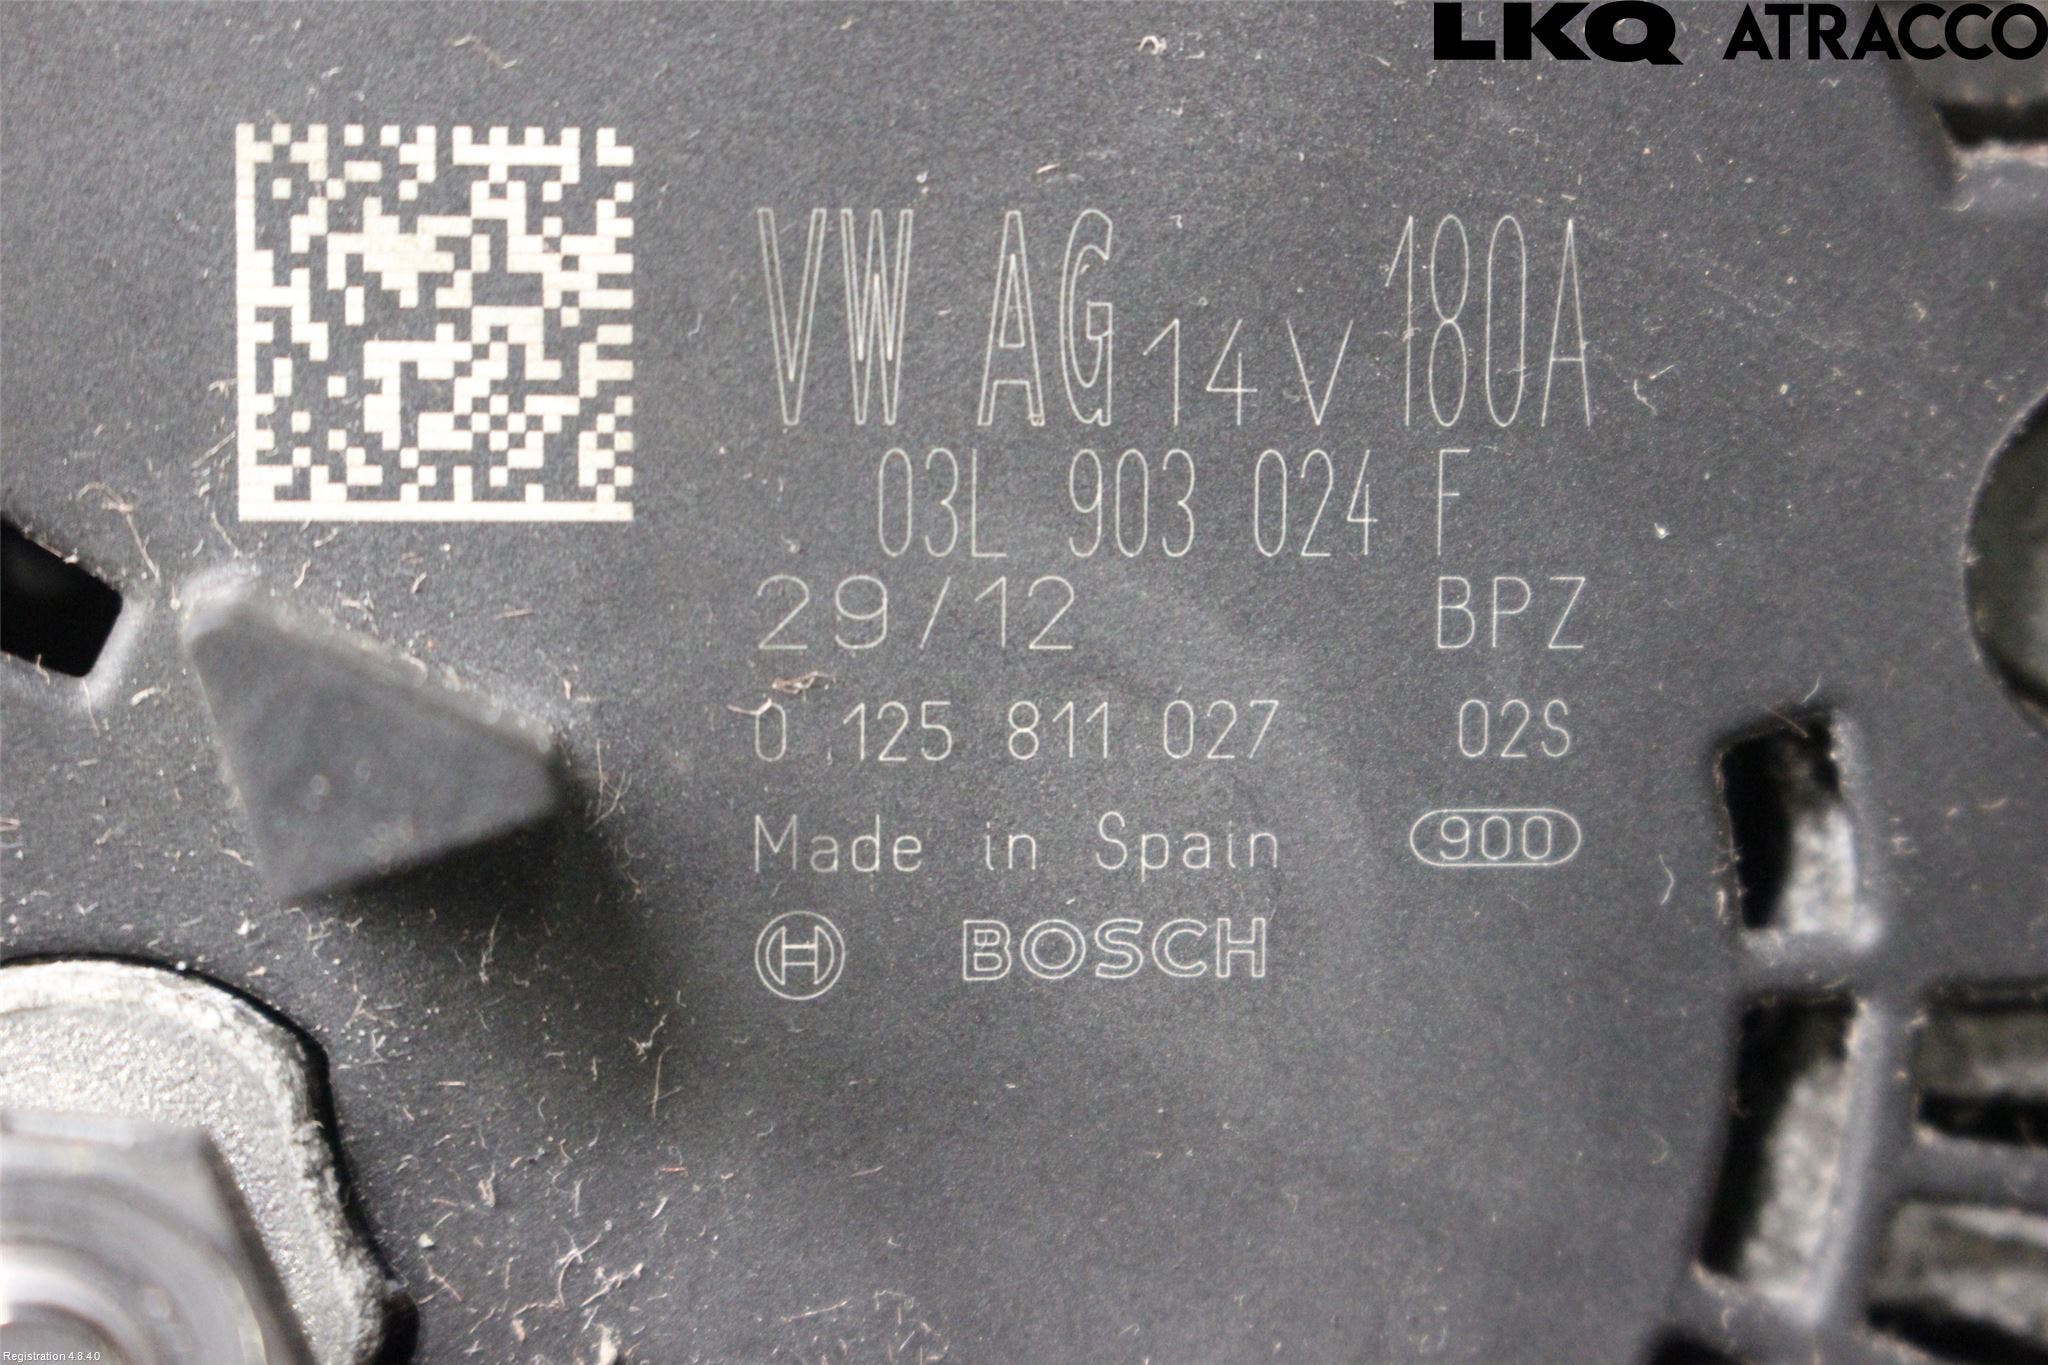 LKQ ATRACCO
VW AG 14V 180A
03L 903 024 F
29/12 BPZ
0 125 811 027 02S
Made in Spain 900
BOSCH
Registration 4.8.4.0